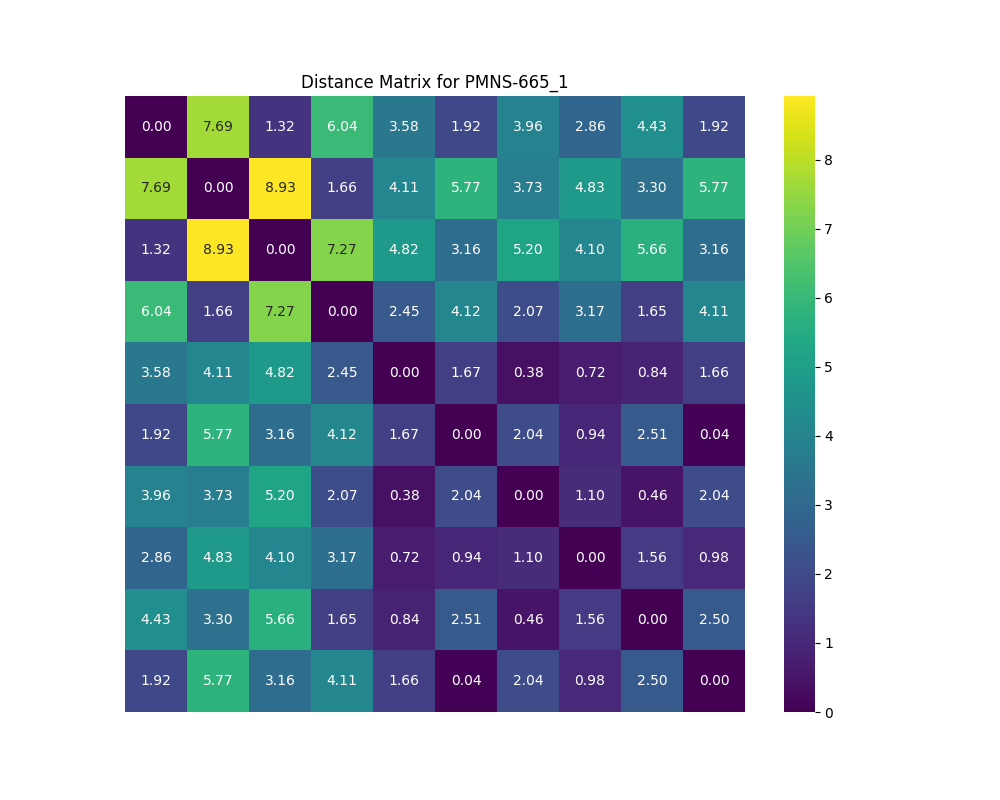 Distance Matrix for PMNS-665_1
0.00 7.69 1.32 6.04 3.58 1.92 3.96 2.86 4.43 1.92
7.69 0.00 8.93 1.66 4.11 5.77 3.73 4.83 3.30 5.77
1.32 8.93 0.00 7.27 4.82 3.16 5.20 4.10 5.66 3.16
6.04 1.66 7.27 0.00 2.45 4.12 2.07 3.17 1.65 4.11
3.58 4.11 4.82 2.45 0.00 1.67 0.38 0.72 0.84 1.66
1.92 5.77 3.16 4.12 1.67 0.00 2.04 0.94 2.51 0.04
3.96 3.73 5.20 2.07 0.38 2.04 0.00 1.10 0.46 2.04
2.86 4.83 4.10 3.17 0.72 0.94 1.10 0.00 1.56 0.98
4.43 3.30 5.66 1.65 0.84 2.51 0.46 1.56 0.00 2.50
1.92 5.77 3.16 4.11 1.66 0.04 2.04 0.98 2.50 0.00
8
7
6
5
4
3
2
1
0